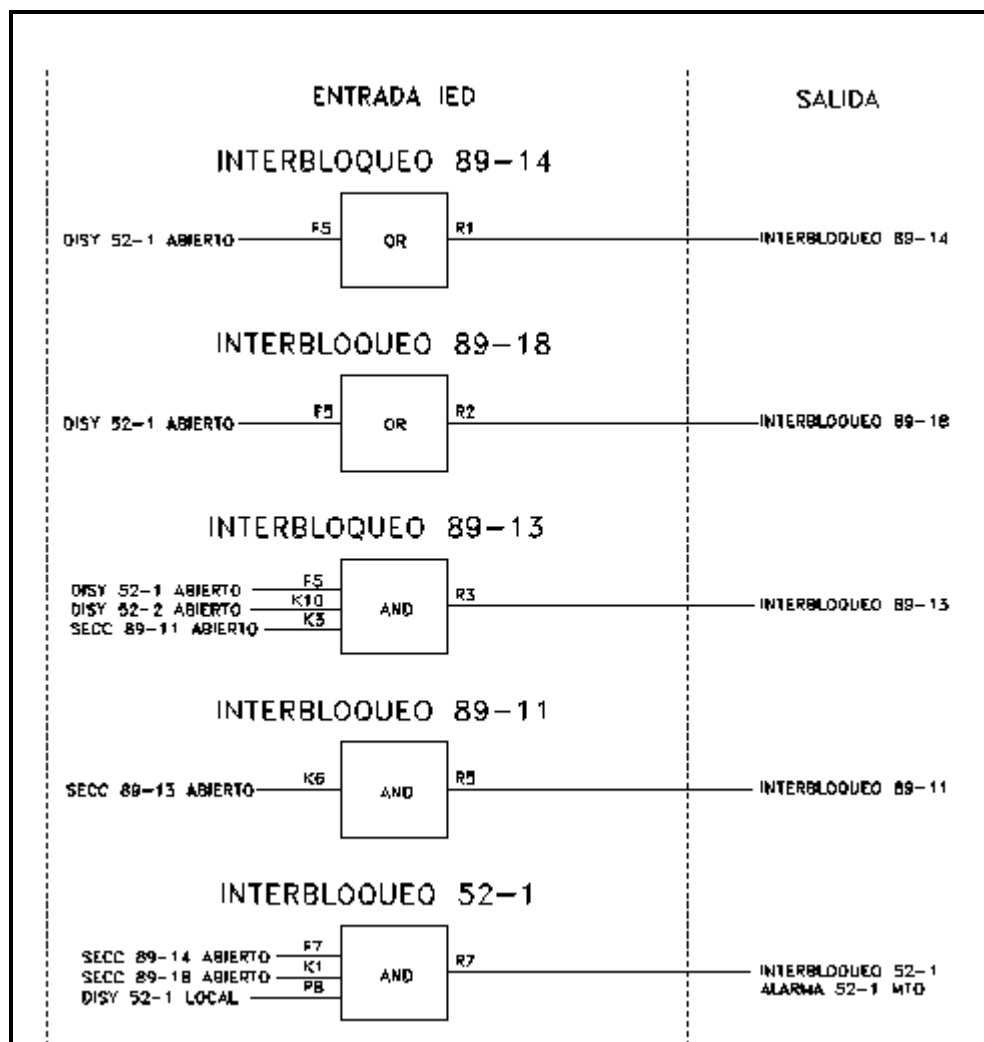 ENTRADA IED
SALIDA
INTERBLOQUEO 89-14
DISY 52-1 ABIERTO
F5
OR
R1
INTERBLOQUEO 89-14
INTERBLOQUEO 89-18
DISY 52-1 ABIERTO
F5
OR
R2
INTERBLOQUEO 89-18
INTERBLOQUEO 89-13
DISY 52-1 ABIERTO
F5
DISY 52-2 ABIERTO
K10
SECC 89-11 ABIERTO
K3
AND
R3
INTERBLOQUEO 89-13
INTERBLOQUEO 89-11
SECC 89-13 ABIERTO
K6
AND
R5
INTERBLOQUEO 89-11
INTERBLOQUEO 52-1
SECC 89-14 ABIERTO
F7
SECC 89-18 ABIERTO
K1
DISY 52-1 LOCAL
P8
AND
R7
INTERBLOQUEO 52-1
ALARMA 52-1 MTO